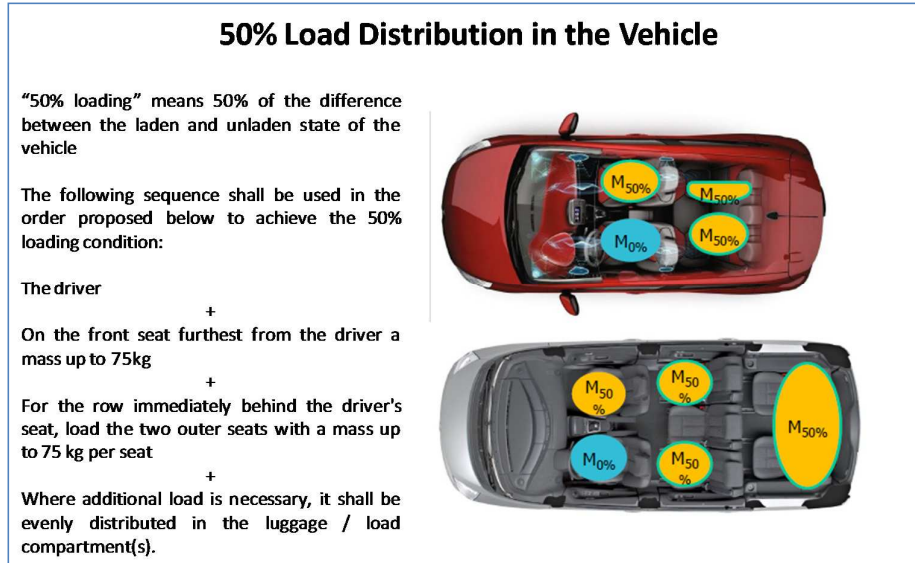 50% Load Distribution in the Vehicle
“50% loading” means 50% of the difference
between the laden and unladen state of the
vehicle
The following sequence shall be used in the
order proposed below to achieve the 50%
loading condition:
The driver
+
On the front seat furthest from the driver a
mass up to 75kg
+
For the row immediately behind the driver's
seat, load the two outer seats with a mass up
to 75 kg per seat
+
Where additional load is necessary, it shall be
evenly distributed in the luggage / load
compartment(s).
M50%
M50%
M0%
M50%
M50
%
M50
%
M50%
M0%
M50
%